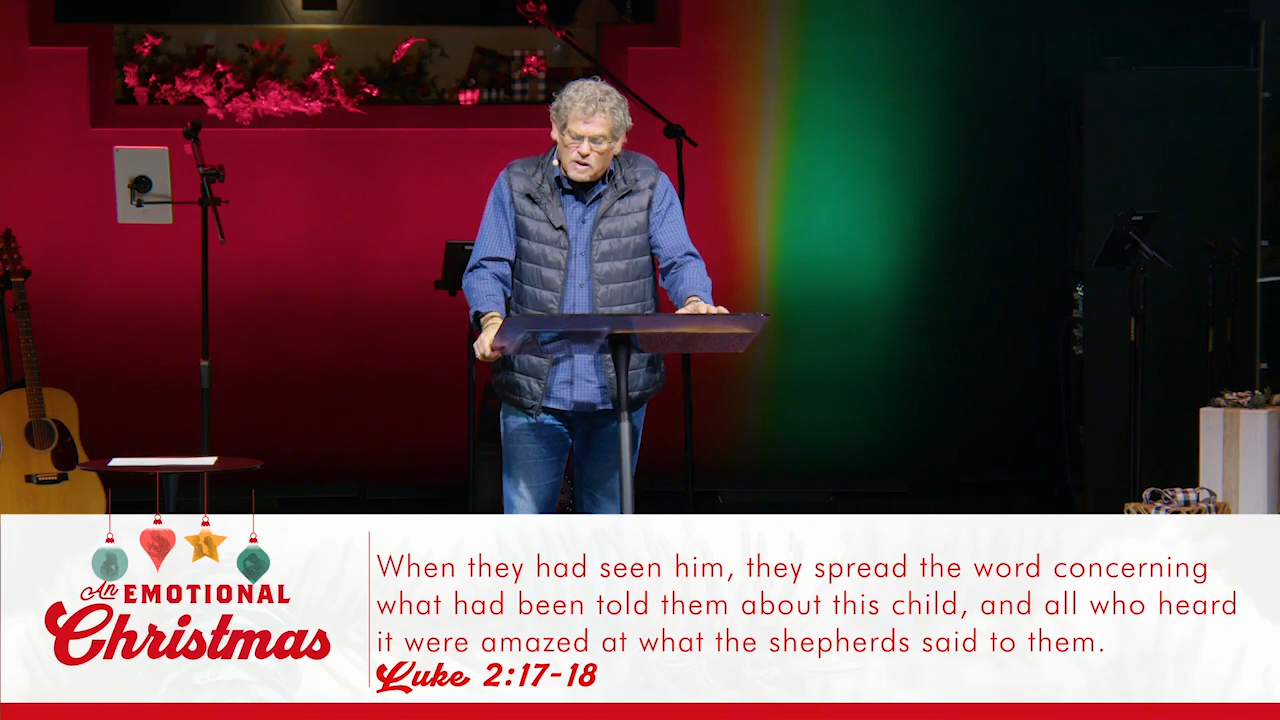 An EMOTIONAL
Christmas
When they had seen him, they spread the word concerning
what had been told them about this child, and all who heard
it were amazed at what the shepherds said to them.
Luke 2:17-18